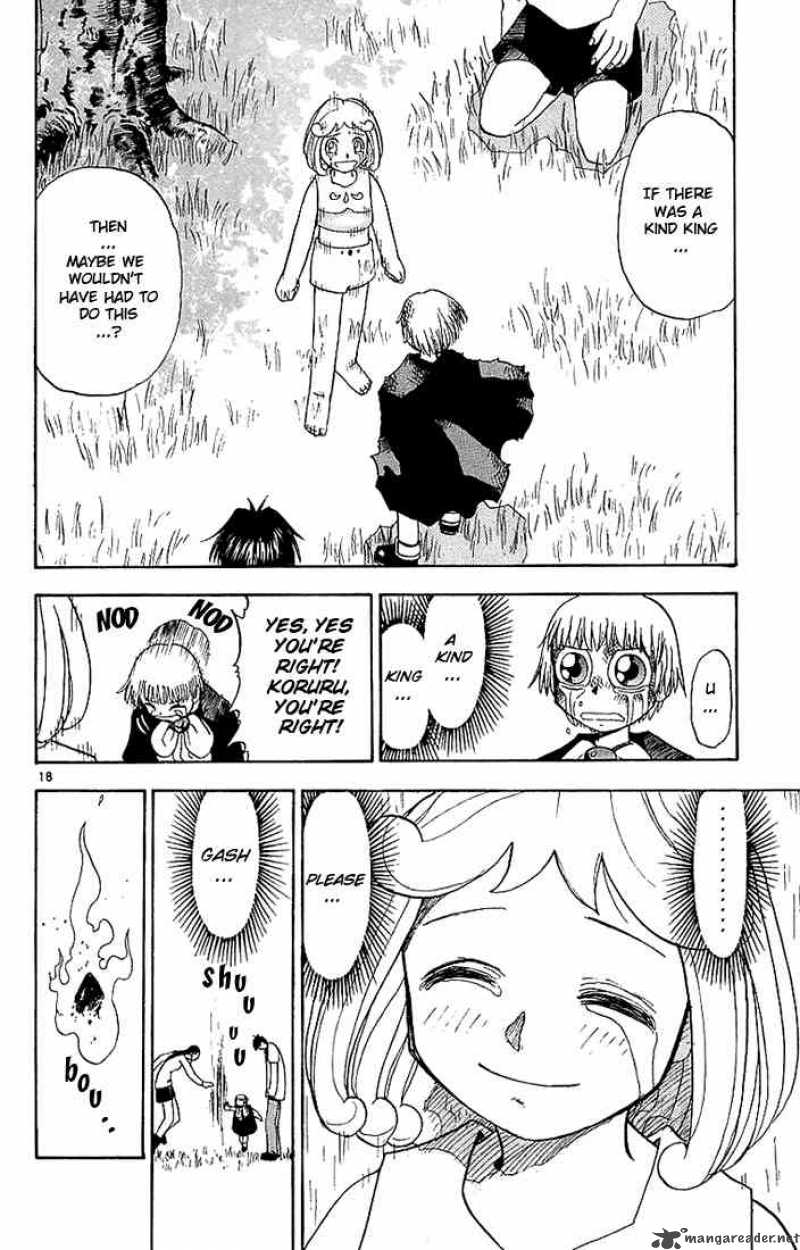 IF THERE
WAS A
KIND KING
...
THEN
...
MAYBE WE
WOULDN'T
HAVE HAD TO
DO THIS
...?
U
...
A
KIND
...
KING
...
YES, YES
YOU'RE
RIGHT!
KORURU,
YOU'RE
RIGHT!
NOD
NOD
18
........
PLEASE
...
GASH
...
shuuuuu
bou..
mangareader.net